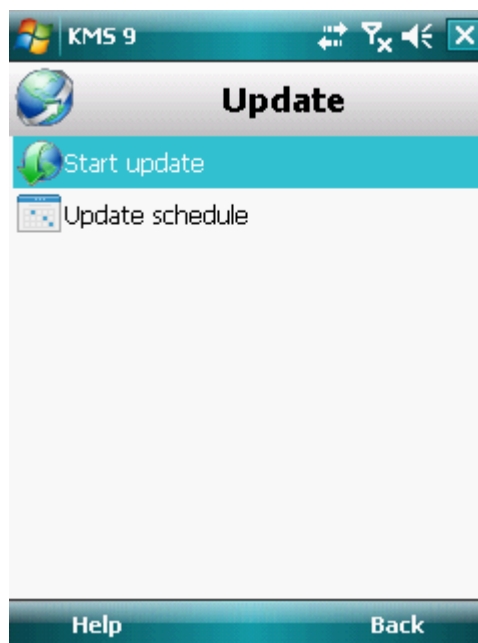 KMS 9
Update
Start update
Update schedule
Help Back